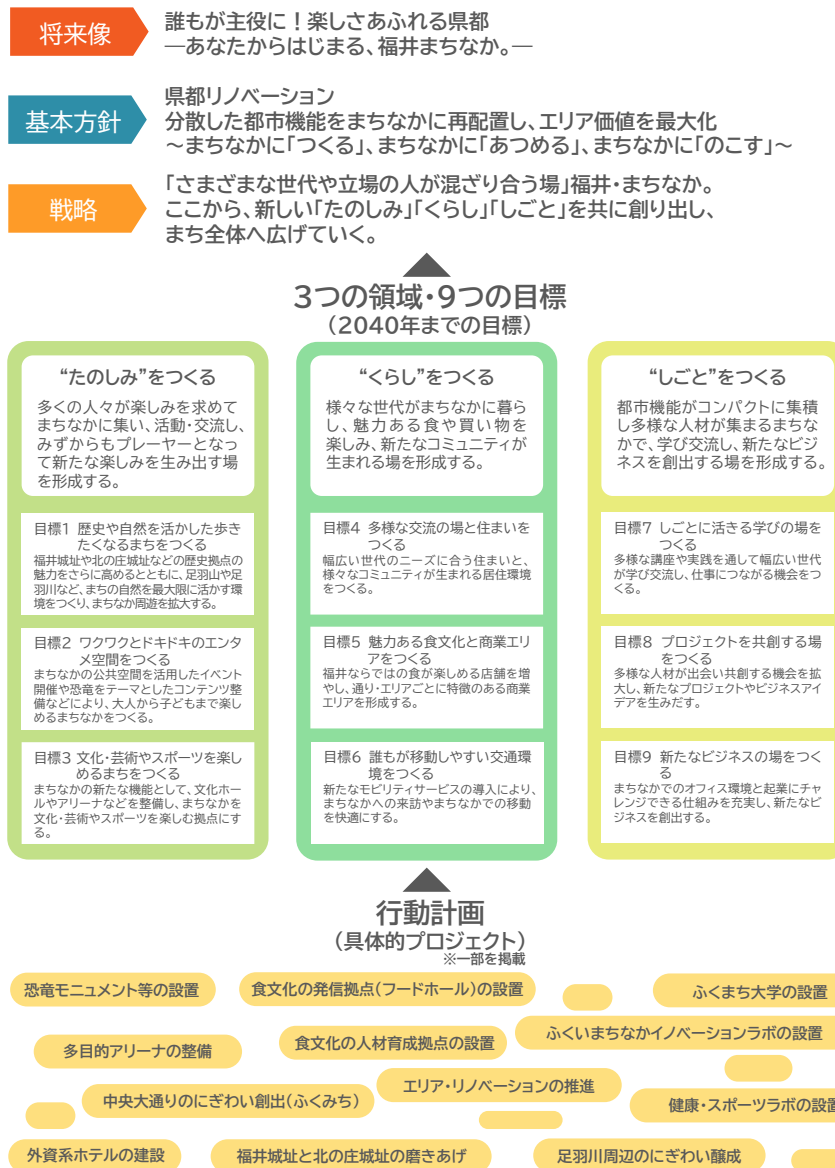 将来像
誰もが主役に！楽しさあふれる県都
―あなたからはじまる、福井まちなか。―
基本方針
県都リノベーション
分散した都市機能をまちなかに再配置し、エリア価値を最大化
～まちなかに「つくる」、まちなかに「あつめる」、まちなかに「のこす」～
戦略
「さまざまな世代や立場の人が混ざり合う場」福井・まちなか。
ここから、新しい「たのしみ」「くらし」「しごと」を共に創り出し、
まち全体へ広げていく。
3つの領域・9つの目標
（2040年までの目標）
“たのしみ”をつくる
多くの人々が楽しみを求めて
まちなかに集い、活動・交流し、
みずからもプレーヤーとなっ
て新たな楽しみを生み出す場
を形成する。
目標1 歴史や自然を活かした歩き
たくなるまちをつくる
福井城址や北の庄城址などの歴史拠点の
魅力をさらに高めるとともに、足羽山や足
羽川など、まちの自然を最大限に活かす環
境をつくり、まちなか周遊を拡大する。
目標2 ワクワクとドキドキのエンタ
メ空間をつくる
まちなかの公共空間を活用したイベント
開催や恐竜をテーマとしたコンテンツ整
備などにより、大人から子どもまで楽し
めるまちなかをつくる。
目標3 文化・芸術やスポーツを楽し
めるまちをつくる
まちなかの新たな機能として、文化ホー
ルやアリーナなどを整備し、まちなかを
文化・芸術やスポーツを楽しむ拠点にす
る。
“くらし”をつくる
様々な世代がまちなかに暮ら
し、魅力ある食や買い物を
楽しみ、新たなコミュニティが
生まれる場を形成する。
目標4 多様な交流の場と住まいを
つくる
幅広い世代のニーズに合う住まいと、
様々なコミュニティが生まれる居住環境
をつくる。
目標5 魅力ある食文化と商業エリ
アをつくる
福井ならではの食が楽しめる店舗を増
やし、通り・エリアごとに特徴のある商業
エリアを形成する。
目標6 誰もが移動しやすい交通環
境をつくる
新たなモビリティサービスの導入により、
まちなかへの来訪やまちなかでの移動
を快適にする。
“しごと”をつくる
都市機能がコンパクトに集積
し多様な人材が集まるまちな
かで、学び交流し、新たなビジ
ネスを創出する場を形成する。
目標7 しごとに活きる学びの場を
つくる
多様な講座や実践を通して幅広い世代
が学び交流し、仕事につながる機会をつ
くる。
目標8 プロジェクトを共創する場
をつくる
多様な人材が出会い共創する機会を拡
大し、新たなプロジェクトやビジネスアイ
デアを生みだす。
目標9 新たなビジネスの場をつく
る
まちなかでのオフィス環境と起業にチャ
レンジできる仕組みを充実し、新たなビ
ジネスを創出する。
行動計画
（具体的プロジェクト）
※一部を掲載
恐竜モニュメント等の設置
食文化の発信拠点（フードホール）の設置
ふくまち大学の設置
多目的アリーナの整備
食文化の人材育成拠点の設置
ふくいまちなかイノベーションラボの設置
中央大通りのにぎわい創出（ふくみち）
エリア・リノベーションの推進
健康・スポーツラボの設置
外資系ホテルの建設
福井城址と北の庄城址の磨きあげ
足羽川周辺のにぎわい醸成